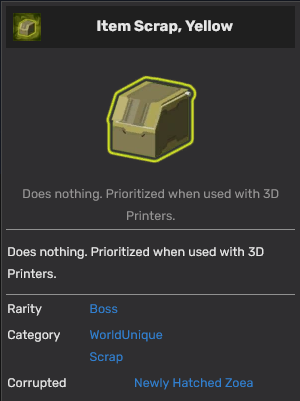 Item Scrap, Yellow
Does nothing. Prioritized when used with 3D
Printers.
Does nothing. Prioritized when used with 3D
Printers.
Rarity Boss
Category WorldUnique
Scrap
Corrupted Newly Hatched Zoea